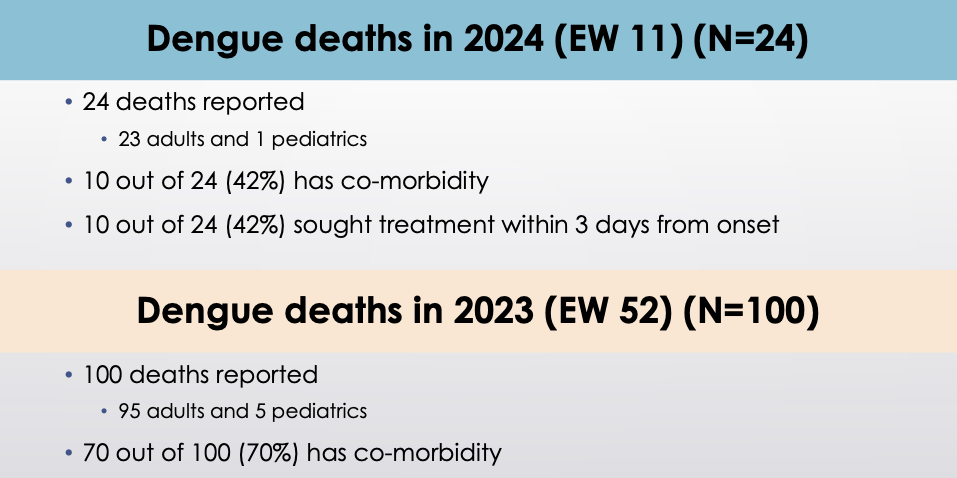 Dengue deaths in 2024 (EW 11) (N=24)
• 24 deaths reported
• 23 adults and 1 pediatrics
• 10 out of 24 (42%) has co-morbidity
• 10 out of 24 (42%) sought treatment within 3 days from onset
Dengue deaths in 2023 (EW 52) (N=100)
• 100 deaths reported
• 95 adults and 5 pediatrics
• 70 out of 100 (70%) has co-morbidity